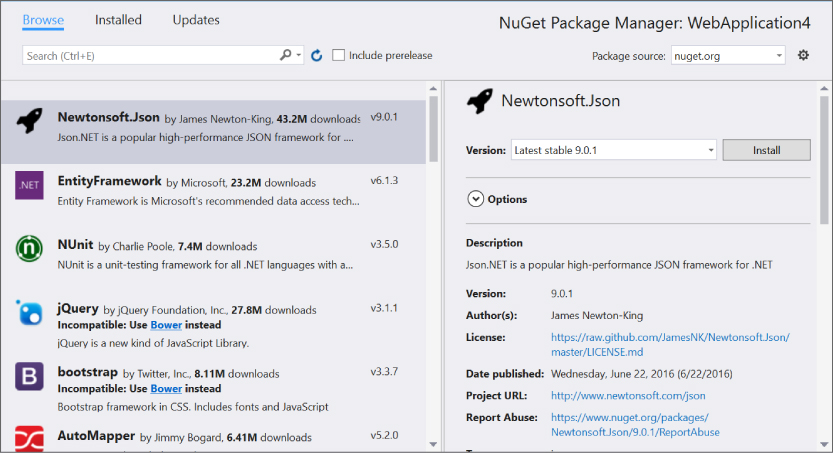 Browse Installed Updates
NuGet Package Manager: WebApplication4
Search (Ctrl+E)
Include prerelease
Package source: nuget.org
Newtonsoft.Json by James Newton-King, 43.2M downloads v9.0.1
Json.NET is a popular high-performance JSON framework for ....
.NET
EntityFramework by Microsoft, 23.2M downloads v6.1.3
Entity Framework is Microsoft's recommended data access tech...
n
NUnit by Charlie Poole, 7.4M downloads v3.5.0
NUnit is a unit-testing framework for all .NET languages with a...
jQuery by jQuery Foundation, Inc., 27.8M downloads v3.1.1
Incompatible: Use Bower instead
jQuery is a new kind of JavaScript Library.
B
bootstrap by Twitter, Inc., 8.11M downloads v3.3.7
Incompatible: Use Bower instead
Bootstrap framework in CSS. Includes fonts and JavaScript
AutoMapper by Jimmy Bogard, 6.41M downloads v5.2.0
Newtonsoft.Json
Version: Latest stable 9.0.1 Install
Options
Description
Json.NET is a popular high-performance JSON framework for .NET
Version: 9.0.1
Author(s): James Newton-King
License: https://raw.github.com/JamesNK/Newtonsoft.Json/
master/LICENSE.md
Date published: Wednesday, June 22, 2016 (6/22/2016)
Project URL: http://www.newtonsoft.com/json
Report Abuse: https://www.nuget.org/packages/
Newtonsoft.Json/9.0.1/ReportAbuse